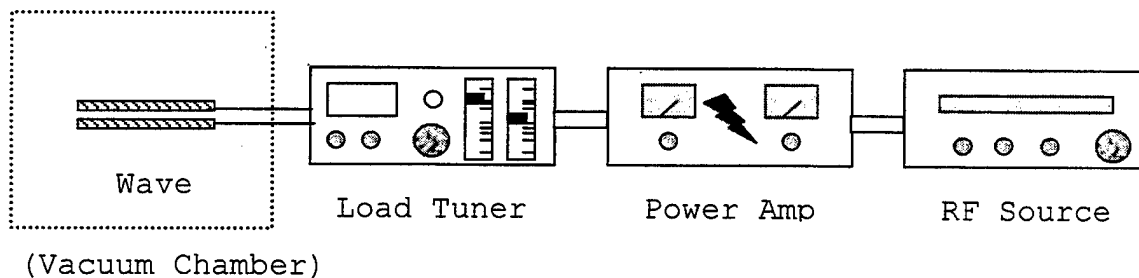 Wave
Load Tuner
Power Amp
RF Source
(Vacuum Chamber)